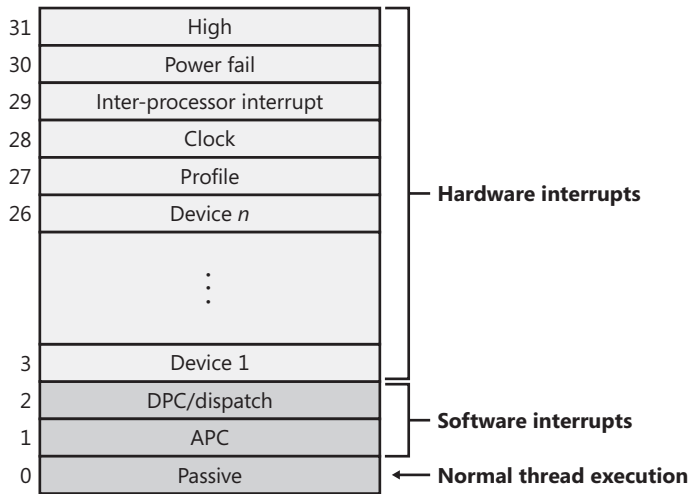 31 High
30 Power fail
29 Inter-processor interrupt
28 Clock
27 Profile
Hardware interrupts
26 Device n
⋮
3 Device 1
2 DPC/dispatch
Software interrupts
1 APC
0 Passive Normal thread execution